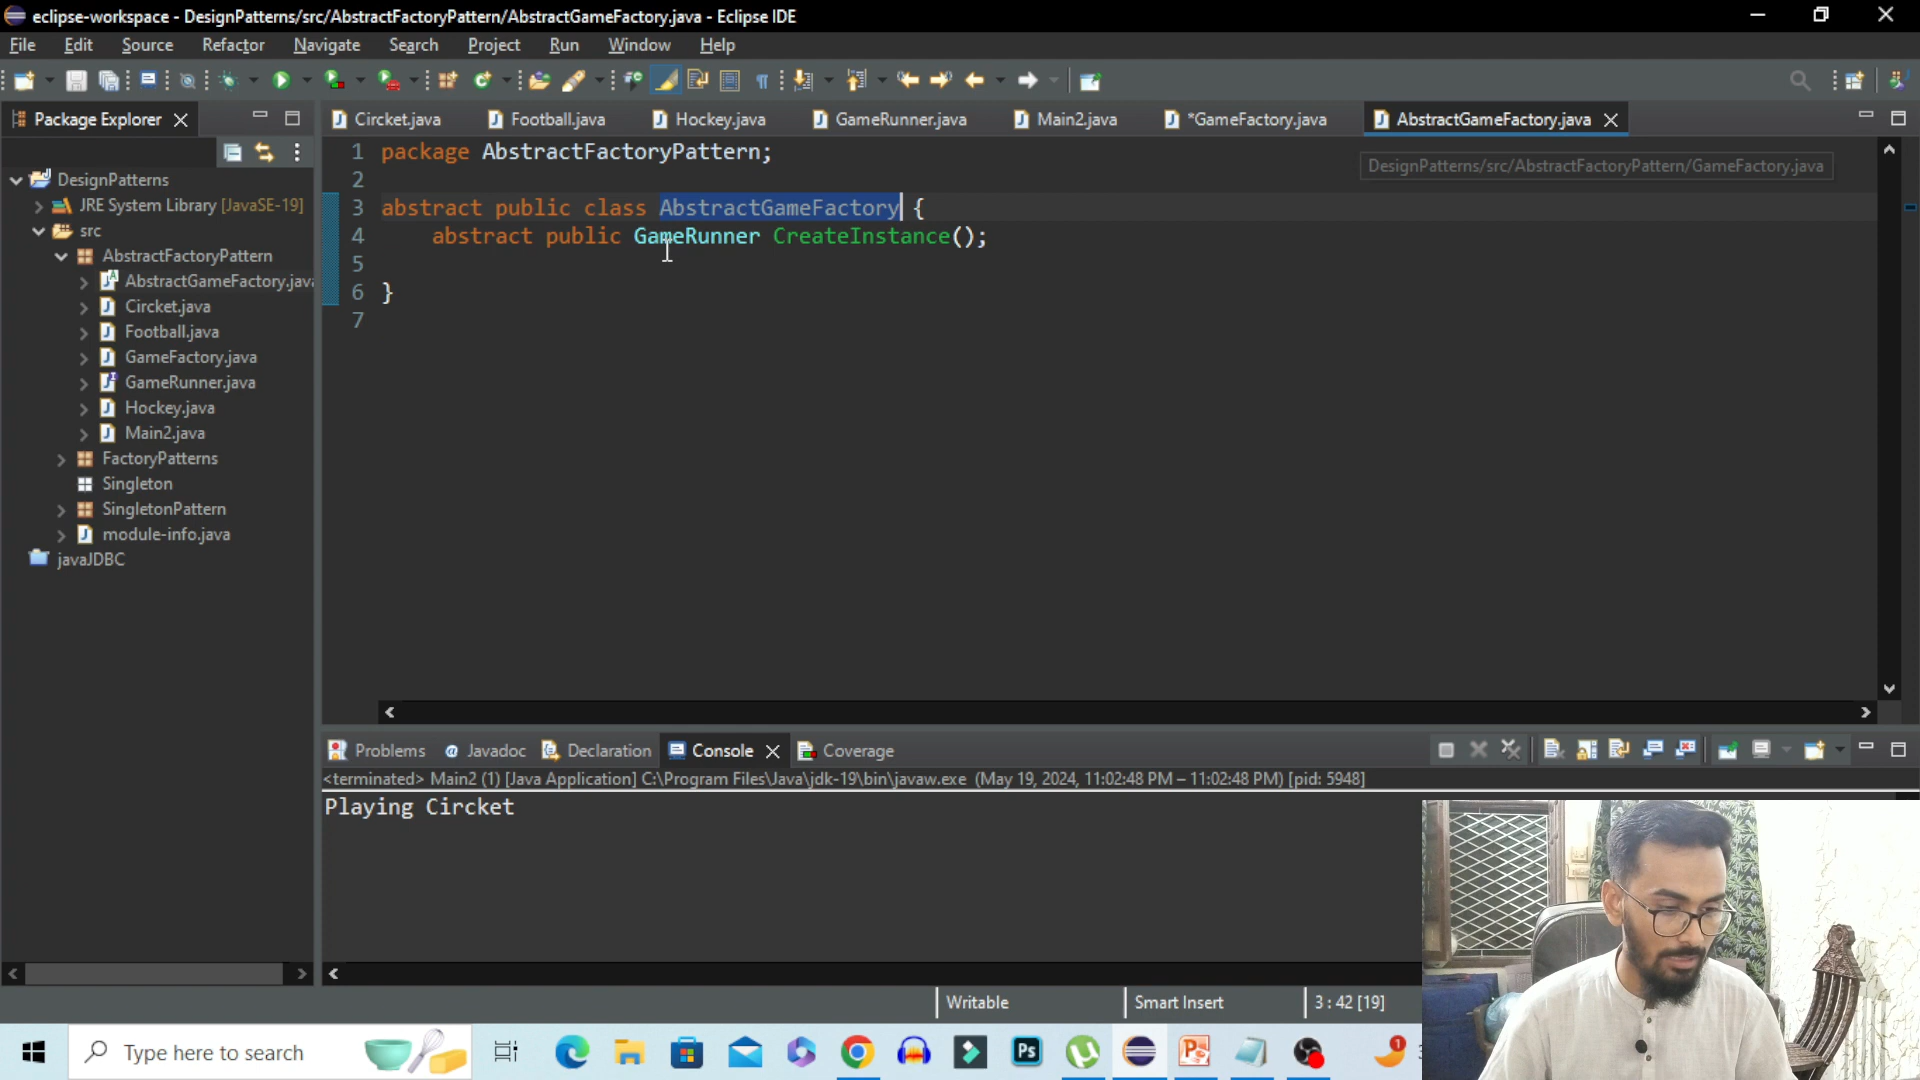 eclipse-workspace - DesignPatterns/src/AbstractFactoryPattern/AbstractGameFactory.java - Eclipse IDE
File Edit Source Refactor Navigate Search Project Run Window Help
Package Explorer
Circket.java Football.java Hockey.java GameRunner.java Main2.java *GameFactory.java AbstractGameFactory.java
DesignPatterns/src/AbstractFactoryPattern/GameFactory.java
DesignPatterns
JRE System Library [JavaSE-19]
src
AbstractFactoryPattern
AbstractGameFactory.java
Circket.java
Football.java
GameFactory.java
GameRunner.java
Hockey.java
Main2.java
FactoryPatterns
Singleton
SingletonPattern
module-info.java
javaJDBC
1 package AbstractFactoryPattern;
2
3 abstract public class AbstractGameFactory {
4 abstract public GameRunner CreateInstance();
5
6 }
7
Problems Javadoc Declaration Console Coverage
<terminated> Main2 (1) [Java Application] C:\Program Files\Java\jdk-19\bin\javaw.exe (May 19, 2024, 11:02:48 PM – 11:02:48 PM) [pid: 5948]
Playing Circket
Writable Smart Insert 3 : 42 [19]
Type here to search
Ps
1